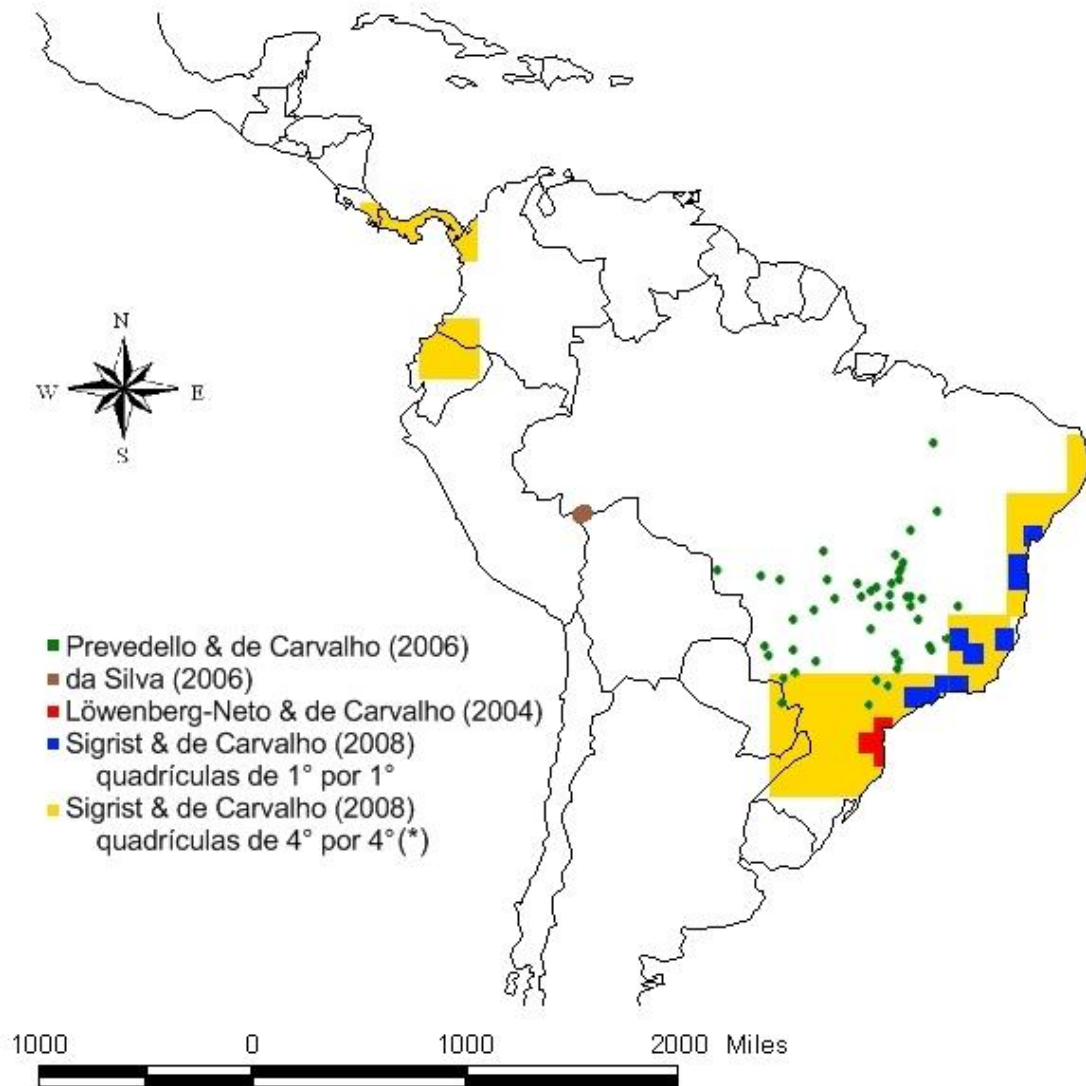 N
W E
S
Prevedello & de Carvalho (2006)
da Silva (2006)
Löwenberg-Neto & de Carvalho (2004)
Sigrist & de Carvalho (2008)
quadrículas de 1° por 1°
Sigrist & de Carvalho (2008)
quadrículas de 4° por 4° (*)
1000 0 1000 2000 Miles